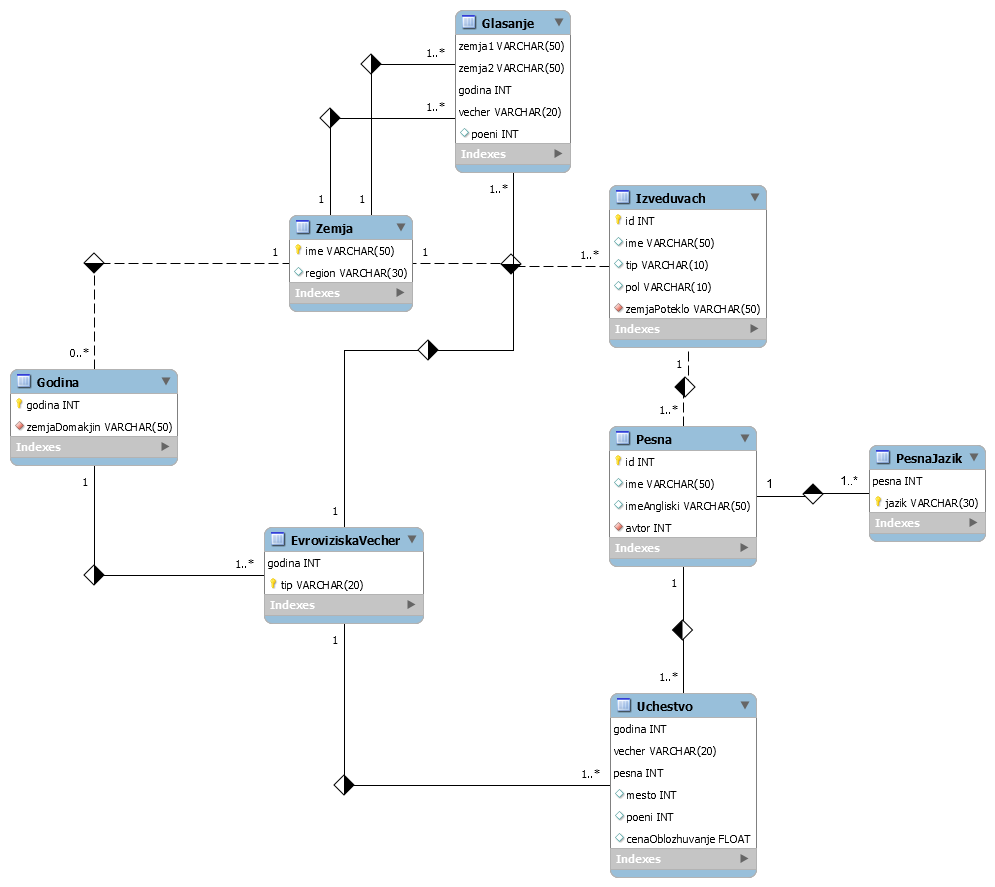 Glasanje
zemja1 VARCHAR(50)
zemja2 VARCHAR(50)
godina INT
vecher VARCHAR(20)
poeni INT
Indexes
1..*
1..*
1..*
1
1
Zemja
ime VARCHAR(50)
region VARCHAR(30)
Indexes
1
1
1..*
Izveduvach
id INT
ime VARCHAR(50)
tip VARCHAR(10)
pol VARCHAR(10)
zemjaPoteklo VARCHAR(50)
Indexes
0..*
Godina
godina INT
zemjaDomakjin VARCHAR(50)
Indexes
1
1..*
1
1..*
Pesna
id INT
ime VARCHAR(50)
imeAngliski VARCHAR(50)
avtor INT
Indexes
1
1..*
PesnaJazik
pesna INT
jazik VARCHAR(30)
Indexes
1
EvroviziskaVecher
godina INT
tip VARCHAR(20)
Indexes
1
1
1..*
1..*
Uchestvo
godina INT
vecher VARCHAR(20)
pesna INT
mesto INT
poeni INT
cenaOblozhuvanje FLOAT
Indexes